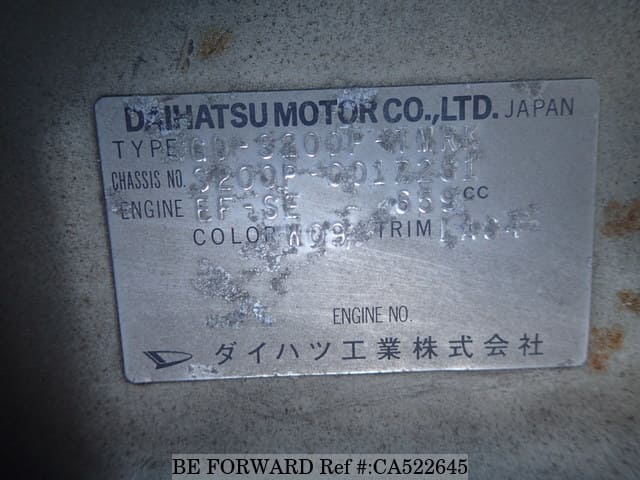 DAIHATSU MOTOR CO.,LTD. JAPAN
TYPE GD-S200P
CHASSIS NO. S200P-
ENGINE EF-SE - 659 CC
COLOR W09 TRIM
ENGINE NO.
ダイハツ工業株式会社
BE FORWARD Ref #:CA522645